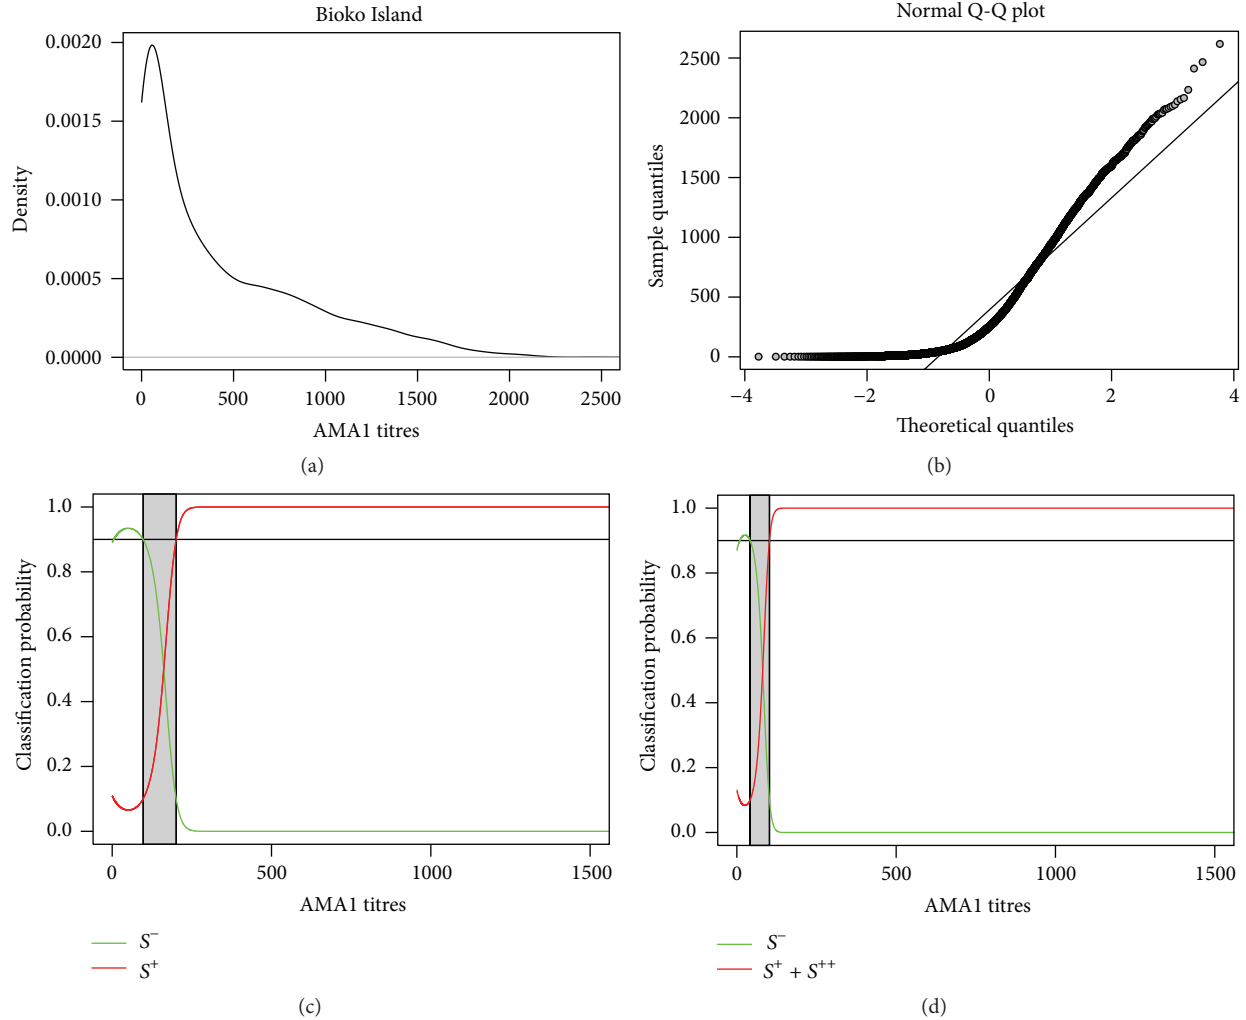 Bioko Island
0.0020
0.0015
0.0010
0.0005
0.0000
Density
0 500 1000 1500 2000 2500
AMA1 titres
(a)
Normal Q-Q plot
2500
2000
1500
1000
500
0
Sample quantiles
−4 −2 0 2 4
Theoretical quantiles
(b)
1.0
0.8
0.6
0.4
0.2
0.0
Classification probability
0 500 1000 1500
AMA1 titres
S⁻
S⁺
(c)
1.0
0.8
0.6
0.4
0.2
0.0
Classification probability
0 500 1000 1500
AMA1 titres
S⁻
S⁺ + S⁺⁺
(d)